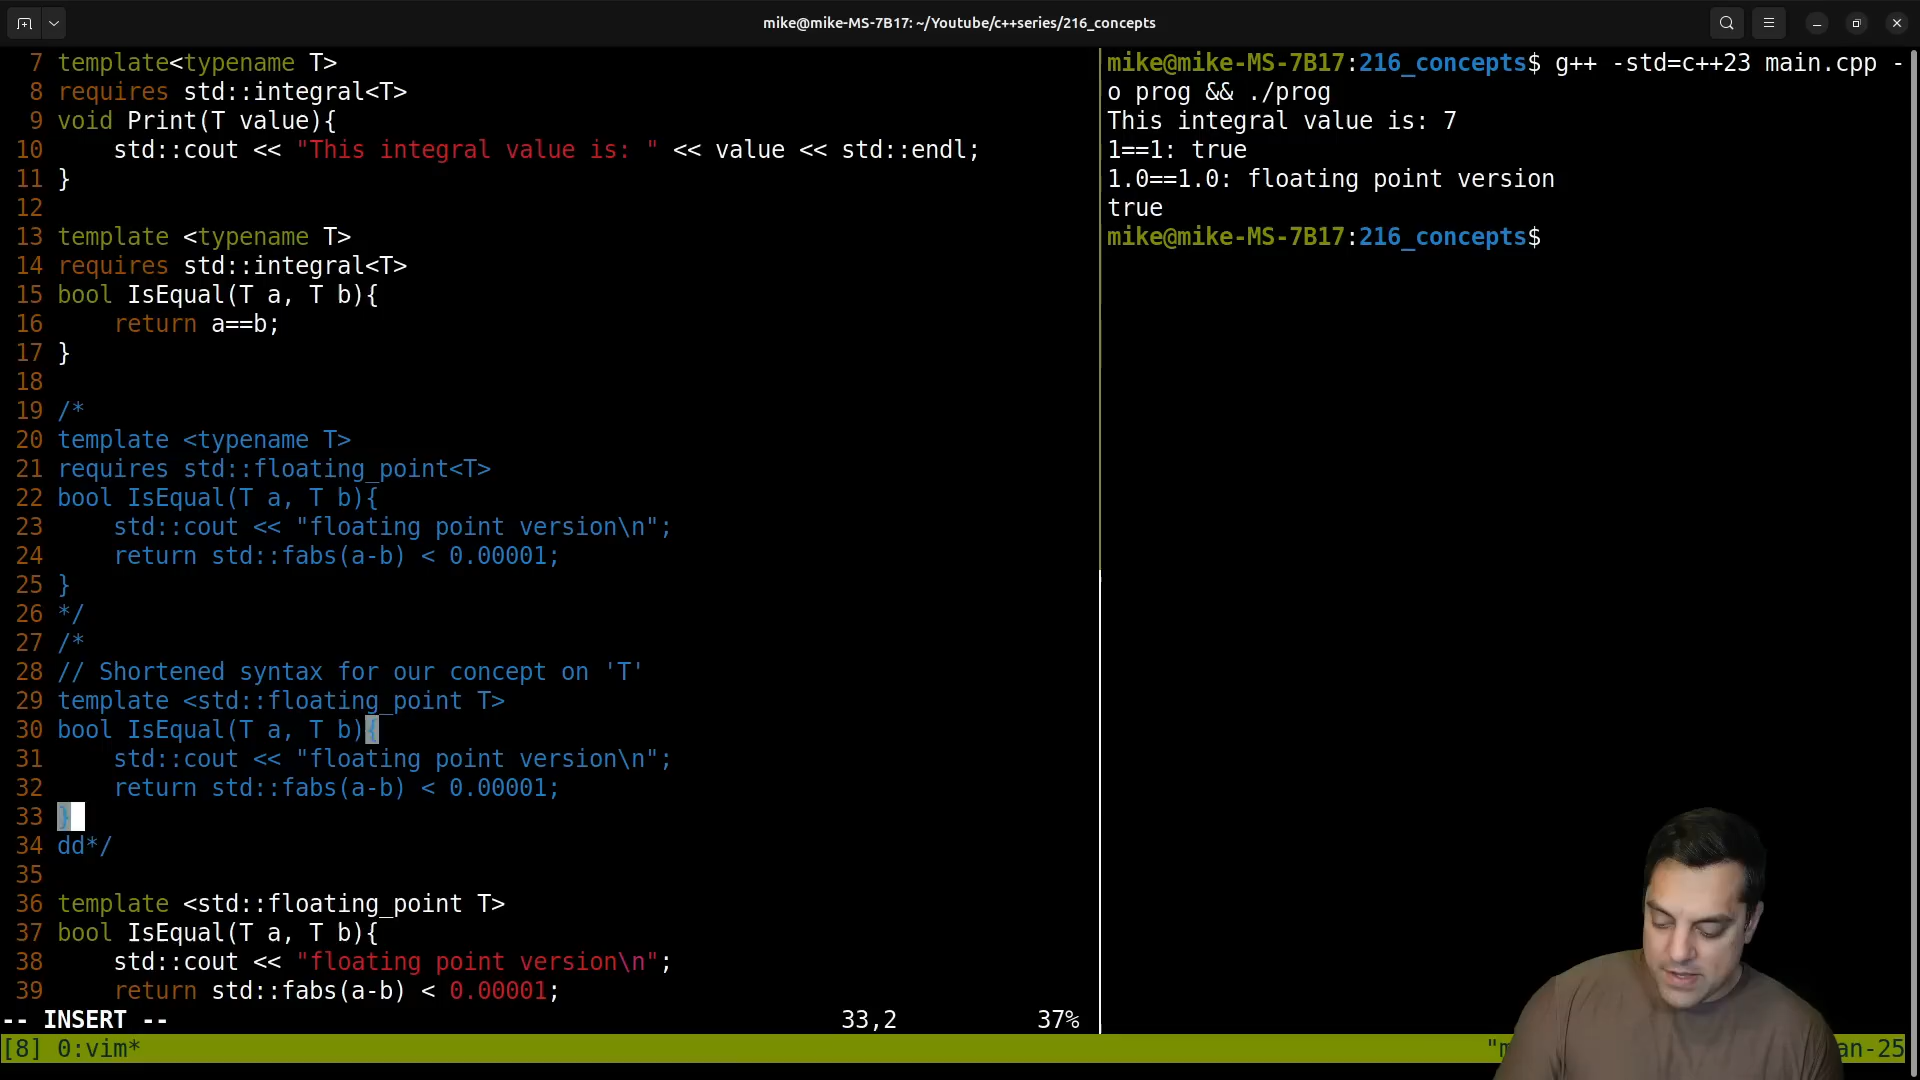 mike@mike-MS-7B17: ~/Youtube/c++series/216_concepts
7 template<typename T>
8 requires std::integral<T>
9 void Print(T value){
10     std::cout << "This integral value is: " << value << std::endl;
11 }
12
13 template <typename T>
14 requires std::integral<T>
15 bool IsEqual(T a, T b){
16     return a==b;
17 }
18
19 /*
20 template <typename T>
21 requires std::floating_point<T>
22 bool IsEqual(T a, T b){
23     std::cout << "floating point version\n";
24     return std::fabs(a-b) < 0.00001;
25 }
26 */
27 /*
28 // Shortened syntax for our concept on 'T'
29 template <std::floating_point T>
30 bool IsEqual(T a, T b){
31     std::cout << "floating point version\n";
32     return std::fabs(a-b) < 0.00001;
33 }
34 dd*/
35
36 template <std::floating_point T>
37 bool IsEqual(T a, T b){
38     std::cout << "floating point version\n";
39     return std::fabs(a-b) < 0.00001;
-- INSERT -- 33,2 37%
mike@mike-MS-7B17:216_concepts$ g++ -std=c++23 main.cpp -
o prog && ./prog
This integral value is: 7
1==1: true
1.0==1.0: floating point version
true
mike@mike-MS-7B17:216_concepts$
[8] 0:vim* an-25